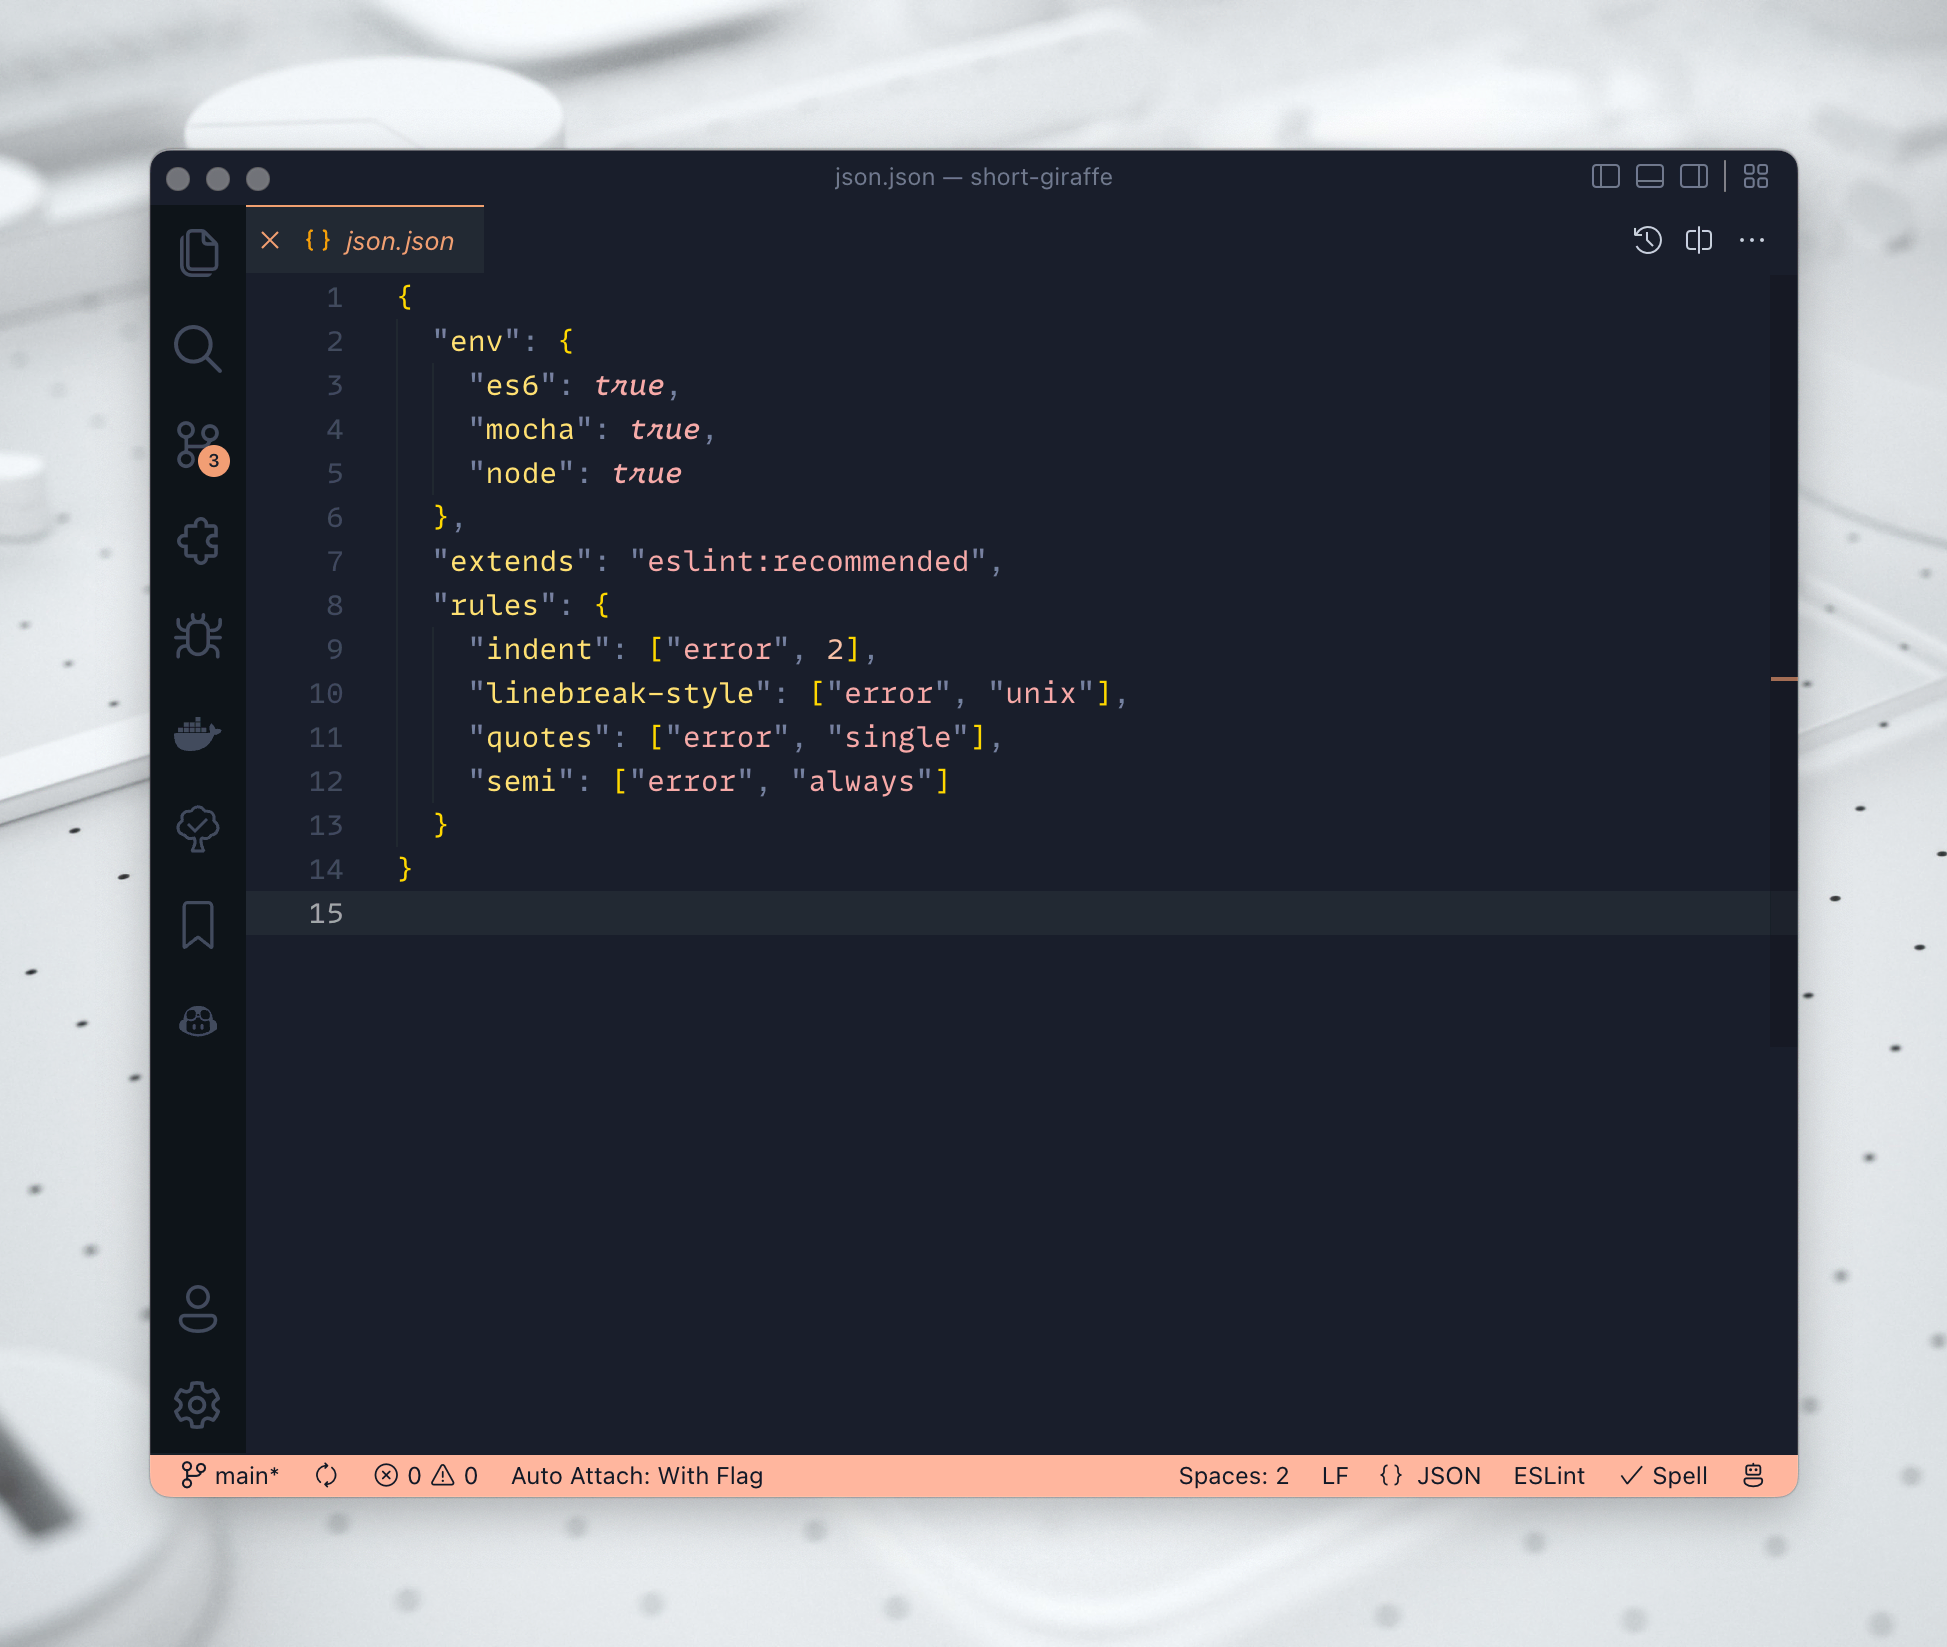 json.json — short-giraffe
{} json.json
1 {
2   "env": {
3     "es6": true,
4     "mocha": true,
5     "node": true
6   },
7   "extends": "eslint:recommended",
8   "rules": {
9     "indent": ["error", 2],
10     "linebreak-style": ["error", "unix"],
11     "quotes": ["error", "single"],
12     "semi": ["error", "always"]
13   }
14 }
15
3
main* 0 0 Auto Attach: With Flag Spaces: 2 LF {} JSON ESLint Spell